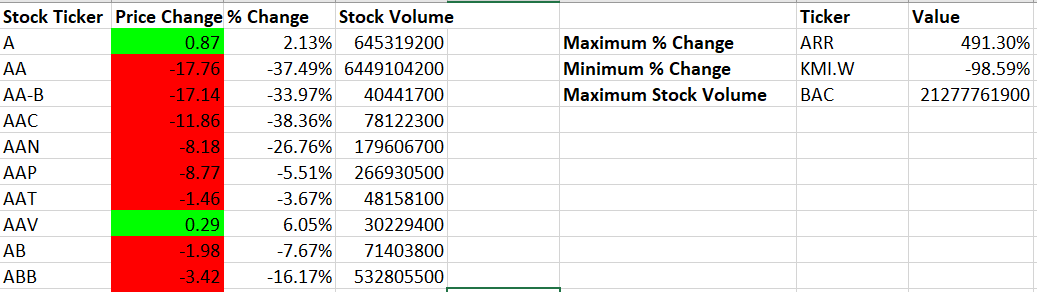 Stock Ticker Price Change % Change Stock Volume Ticker Value
A 0.87 2.13% 645319200 Maximum % Change ARR 491.30%
AA -17.76 -37.49% 6449104200 Minimum % Change KMI.W -98.59%
AA-B -17.14 -33.97% 40441700 Maximum Stock Volume BAC 21277761900
AAC -11.86 -38.36% 78122300
AAN -8.18 -26.76% 179606700
AAP -8.77 -5.51% 266930500
AAT -1.46 -3.67% 48158100
AAV 0.29 6.05% 30229400
AB -1.98 -7.67% 71403800
ABB -3.42 -16.17% 532805500